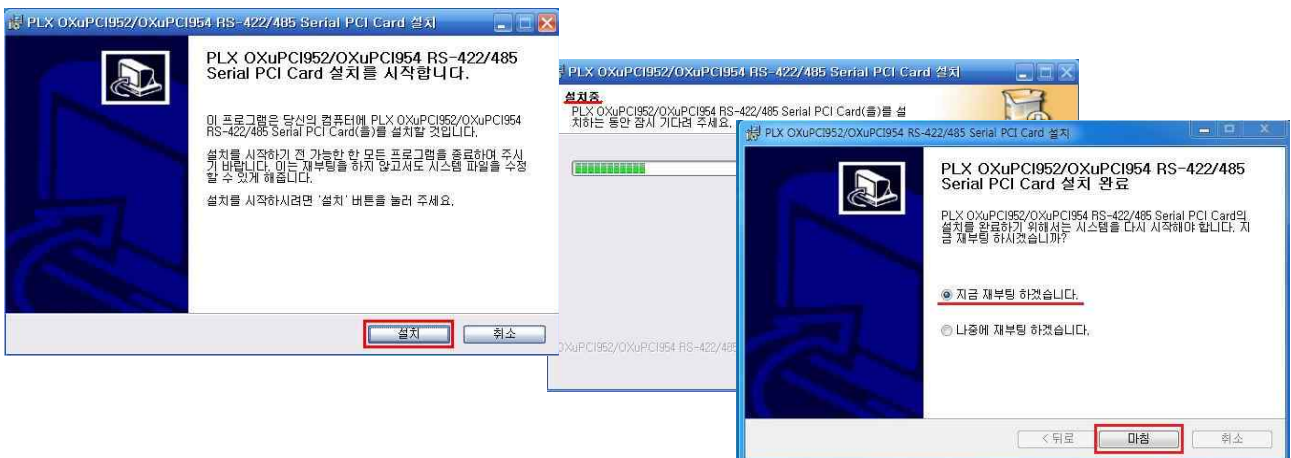 PLX OXuPCI952/OXuPCI954 RS-422/485 Serial PCI Card 설치
PLX OXuPCI952/OXuPCI954 RS-422/485
Serial PCI Card 설치를 시작합니다.
이 프로그램은 당신의 컴퓨터에 PLX OXuPCI952/OXuPCI954
RS-422/485 Serial PCI Card(을)를 설치할 것입니다.
설치를 시작하기 전 가능한 한 모든 프로그램을 종료하여 주시
기 바랍니다. 이는 재부팅을 하지 않고서도 시스템 파일을 수정
할 수 있게 해줍니다.
설치를 시작하시려면 '설치' 버튼을 눌러 주세요.
설치
취소
PLX OXuPCI952/OXuPCI954 RS-422/485 Serial PCI Card 설치
설치중
PLX OXuPCI952/OXuPCI954 RS-422/485 Serial PCI Card(을)를 설
치하는 동안 잠시 기다려 주세요.
OXuPCI952/OXuPCI954 RS-422/485
PLX OXuPCI952/OXuPCI954 RS-422/485 Serial PCI Card 설치
PLX OXuPCI952/OXuPCI954 RS-422/485
Serial PCI Card 설치 완료
PLX OXuPCI952/OXuPCI954 RS-422/485 Serial PCI Card의
설치를 완료하기 위해서는 시스템을 다시 시작해야 합니다. 지
금 재부팅 하시겠습니까?
지금 재부팅 하겠습니다.
나중에 재부팅 하겠습니다.
< 뒤로
마침
취소